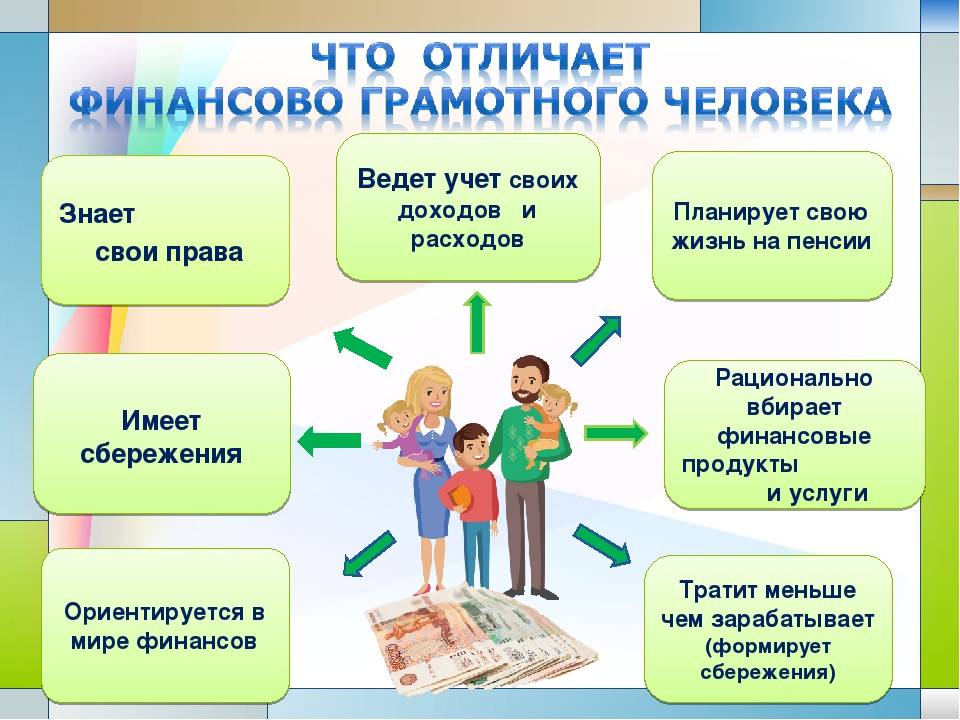 ЧТО ОТЛИЧАЕТ
ФИНАНСОВО ГРАМОТНОГО ЧЕЛОВЕКА
Знает
свои права
Ведет учет своих
доходов и
расходов
Планирует свою
жизнь на пенсии
Имеет
сбережения
Рационально
вбирает
финансовые
продукты
и услуги
Ориентируется в
мире финансов
Тратит меньше
чем зарабатывает
(формирует
сбережения)